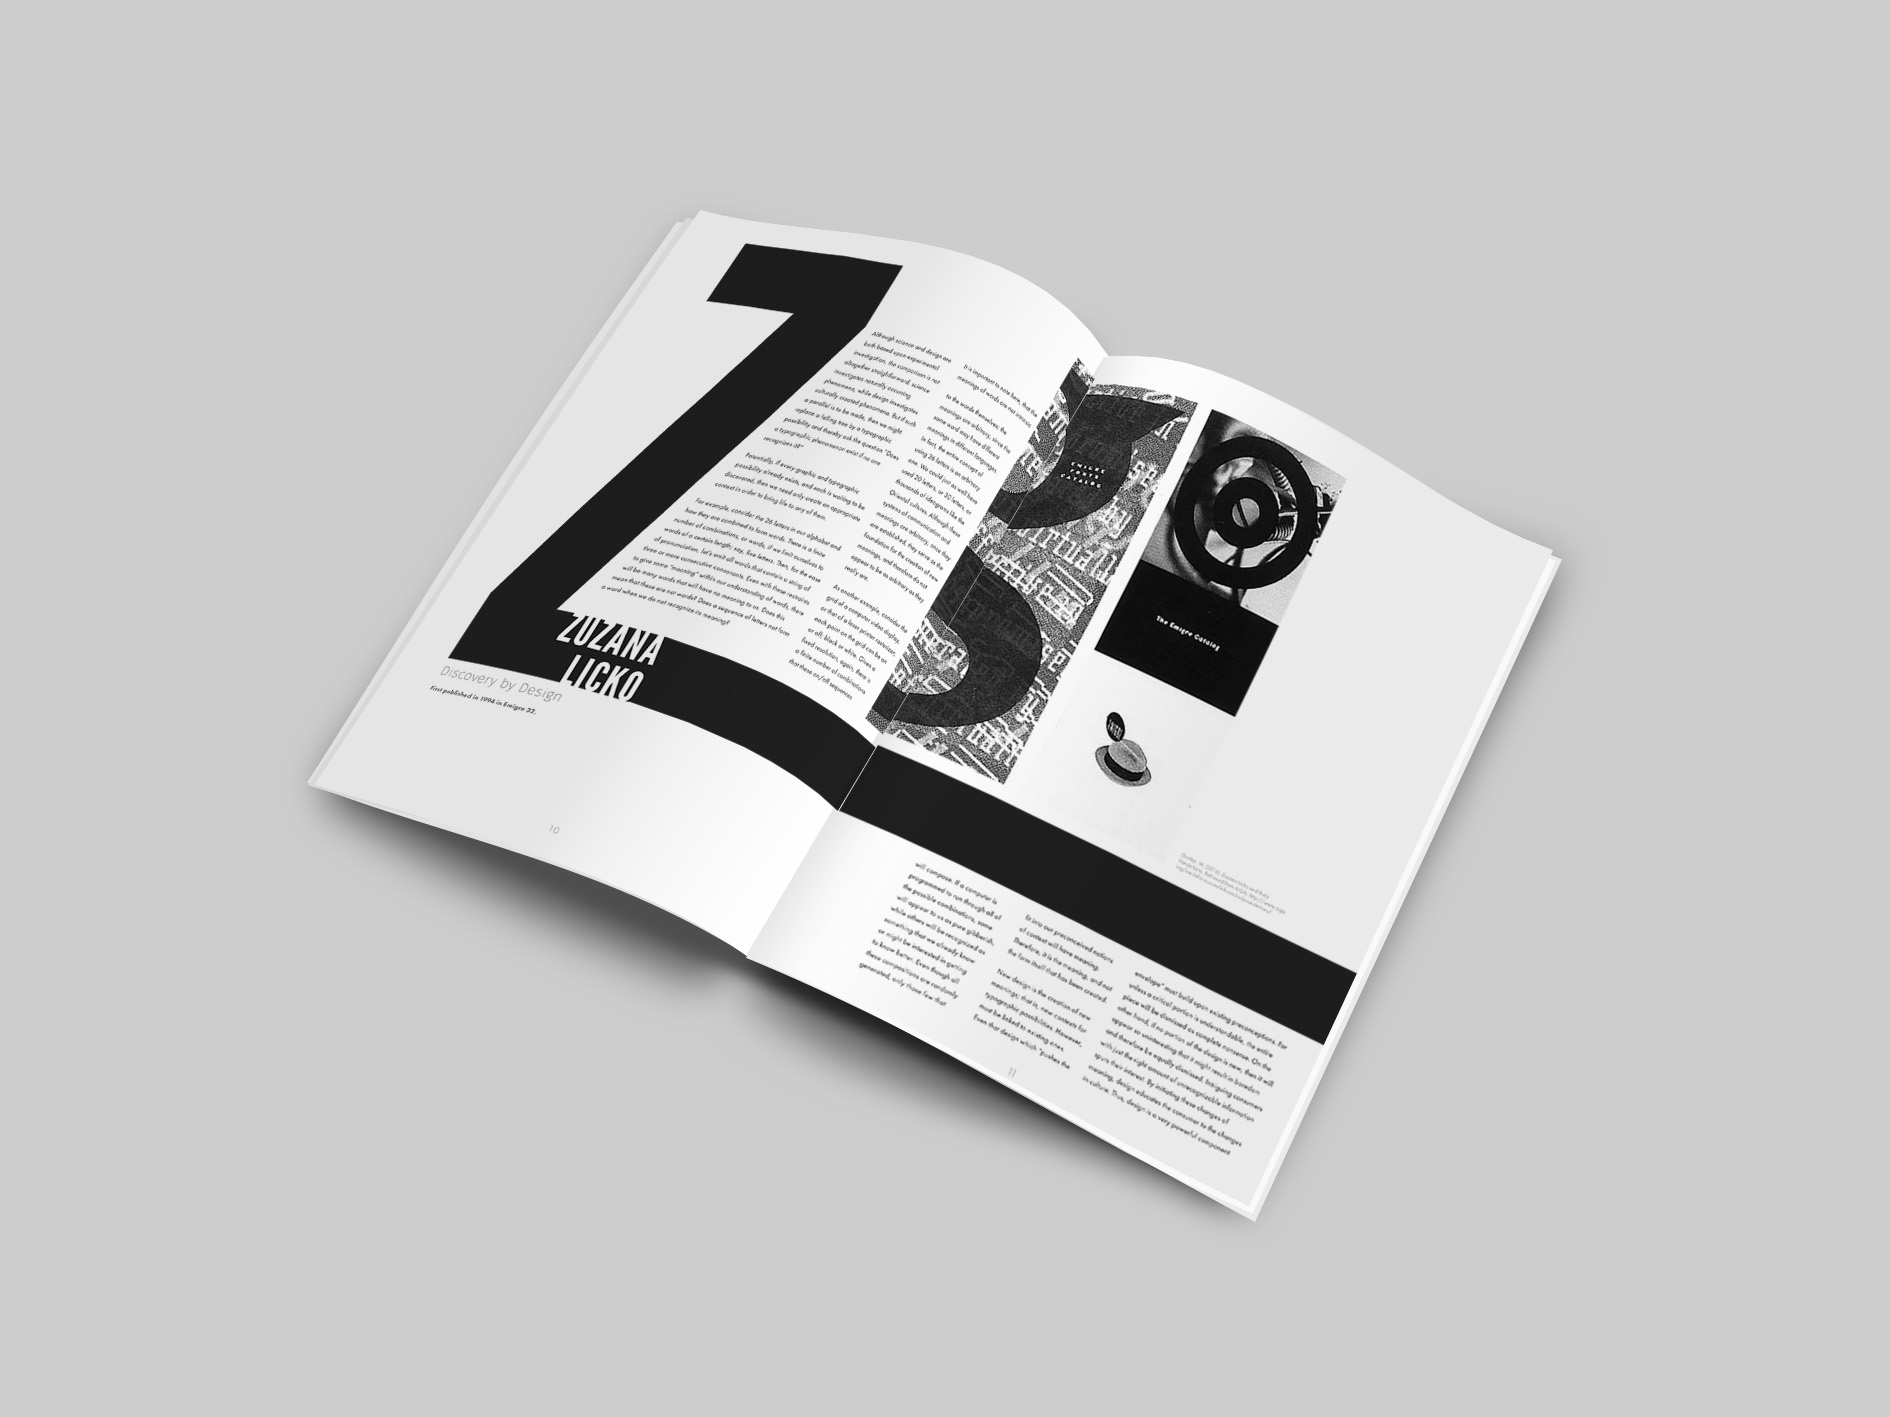 Z
ZUZANA
LICKO
Discovery by Design
First published in 1994 in Emigre 32.
Although science and design are
both based upon experimental
investigation, the comparison is not
altogether straightforward: science
investigates naturally occurring
phenomena, while design investigates
culturally created phenomena. But if such
a parallel is to be made, then we might
replace a falling tree by a typographic
possibility and thereby ask the question "Does
a typographic phenomenon exist if no one
recognizes it?"
Potentially, if every graphic and typographic
possibility already exists, and each is waiting to be
discovered, then we need only create an appropriate
context in order to bring life to any of them.
For example, consider the 26 letters in our alphabet and
how they are combined to form words. There is a finite
number of combinations, or words, if we limit ourselves to
words of a certain length; say, five letters. Then, for the ease
of pronunciation, let's omit all words that contain a string of
three or more consecutive consonants. Even with these restraints
to give some "meaning" within our understanding of words, there
will be many words that will have no meaning to us. Does this
mean that these are not words? Does a sequence of letters not form
a word when we do not recognize its meaning?
It is important to note here, that the
meanings of words are not intrinsic
to the words themselves; the
meanings are arbitrary, since the
same word may have different
meanings in different languages.
In fact, the entire concept of
using 26 letters is an arbitrary
one. We could just as well have
used 20 letters, or 30 letters, or
thousands of ideograms like the
Oriental cultures. Although these
systems of communication and
meanings are arbitrary, once they
are established, they serve as the
foundation for the creation of new
meanings, and therefore do not
appear to be as arbitrary as they
really are.
As another example, consider the
grid of a computer video display,
or that of a laser printer rasterizer;
each point on the grid can be on
or off; black or white. Given a
fixed resolution, again, there is
a finite number of combinations
that these on/off sequences
10
EMIGRE
FONTS
CATALOG
The Emigre Catalog
will compose. If a computer is
programmed to run through all of
the possible combinations, some
will appear to us as pure gibberish,
while others will be recognized as
something that we already know
or might be interested in getting
to know better. Even though all
these compositions are randomly
generated, only those few that
fit into our preconceived notions
of context will have meaning.
Therefore, it is the meaning, and not
the form itself that has been created.
New design is the creation of new
meanings; that is, new contexts for
typographic possibilities. However,
must be linked to existing ones.
Even that design which "pushes the
envelope" must build upon existing preconceptions. For
unless a critical portion is understandable, the entire
piece will be dismissed as complete nonsense. On the
other hand, if no portion of the design is new, then it will
appear so uninteresting that it might result in boredom
and therefore be equally dismissed. Intriguing consumers
with just the right amount of unrecognizable information
spurs their interest. By initiating these changes of
meaning, design educates the consumer to the changes
in culture. Thus, design is a very powerful component
11